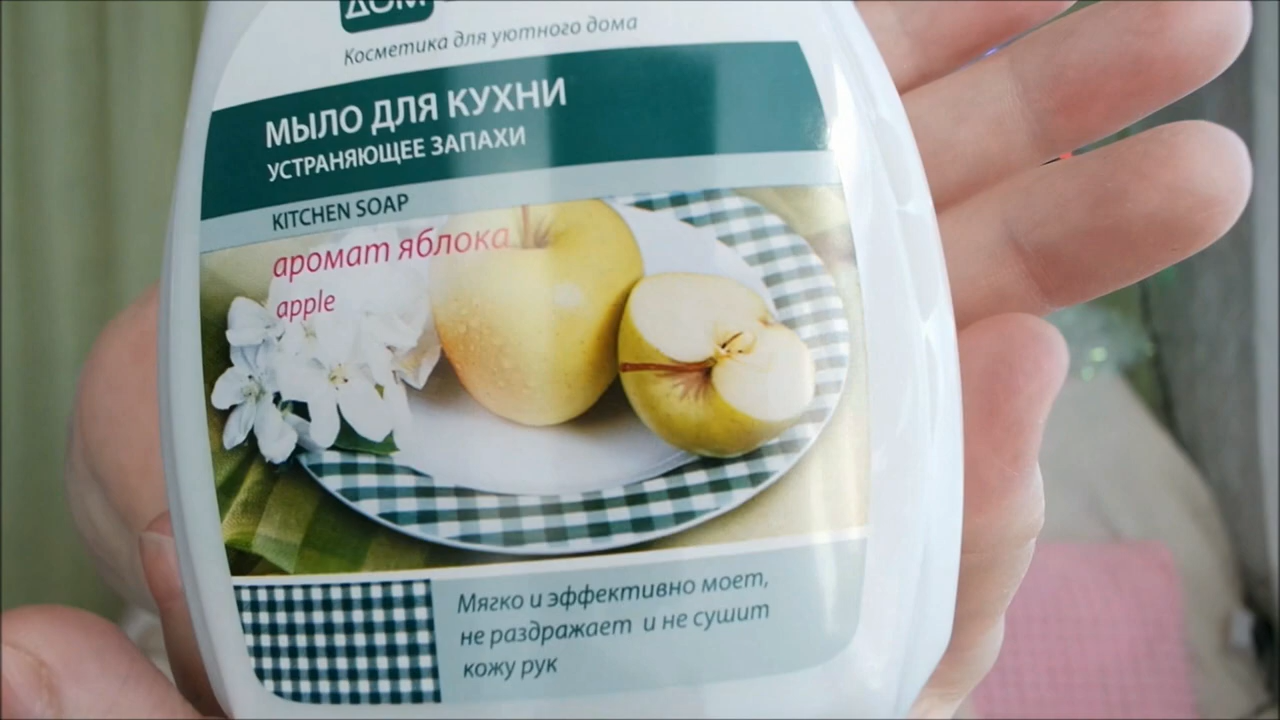 ДОМ
Косметика для уютного дома
МЫЛО ДЛЯ КУХНИ
УСТРАНЯЮЩЕЕ ЗАПАХИ
KITCHEN SOAP
аромат яблока
apple
Мягко и эффективно моет,
не раздражает и не сушит
кожу рук